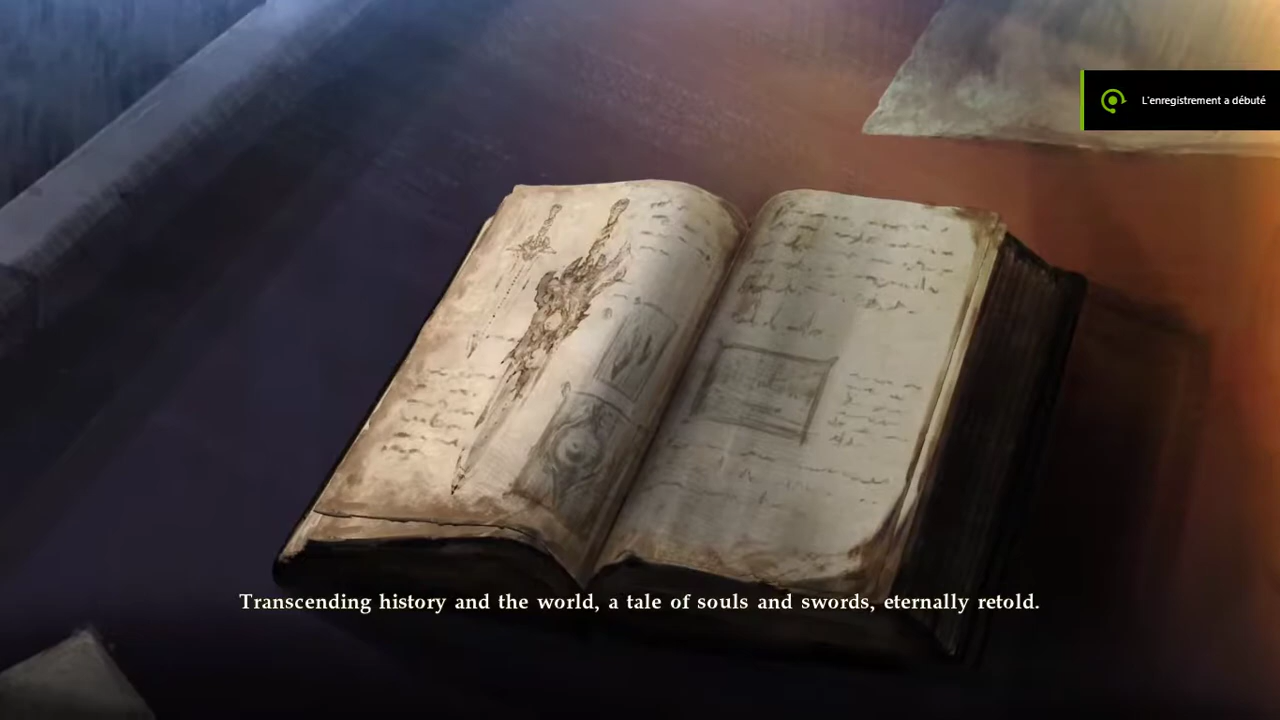 L'enregistrement a débuté
Transcending history and the world, a tale of souls and swords, eternally retold.